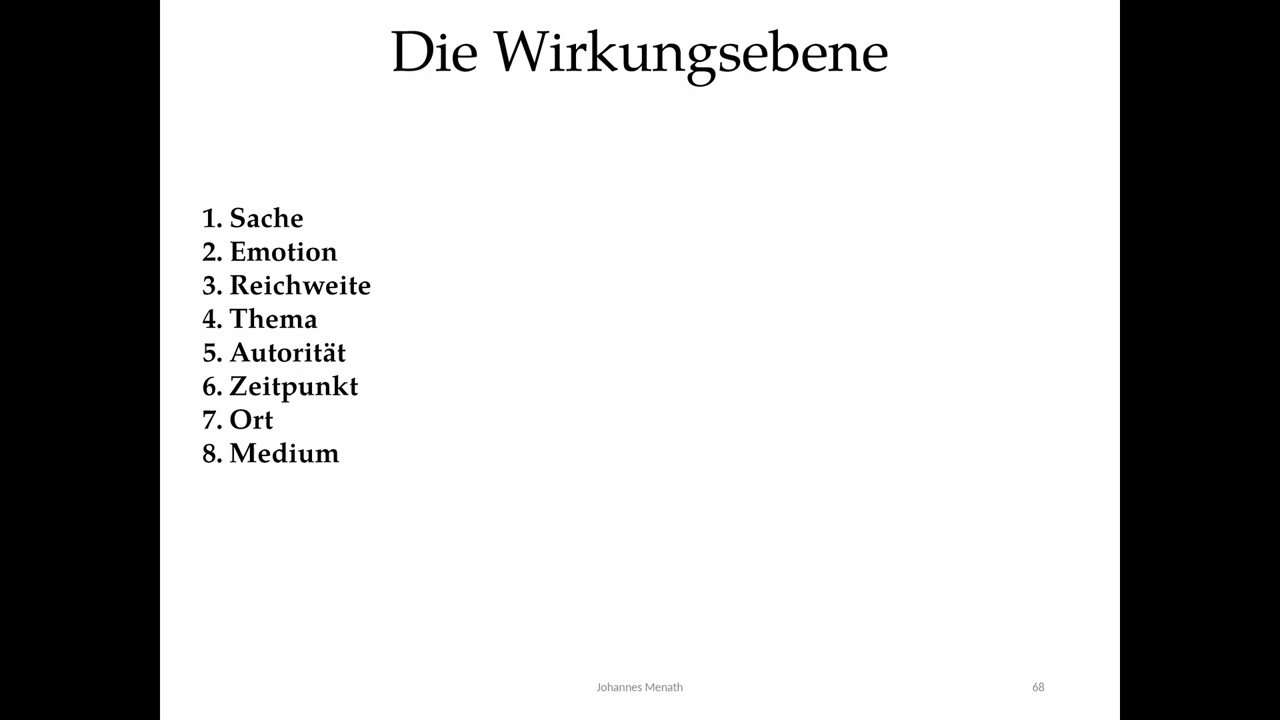 Die Wirkungsebene
1. Sache
2. Emotion
3. Reichweite
4. Thema
5. Autorität
6. Zeitpunkt
7. Ort
8. Medium
Johannes Menath
68